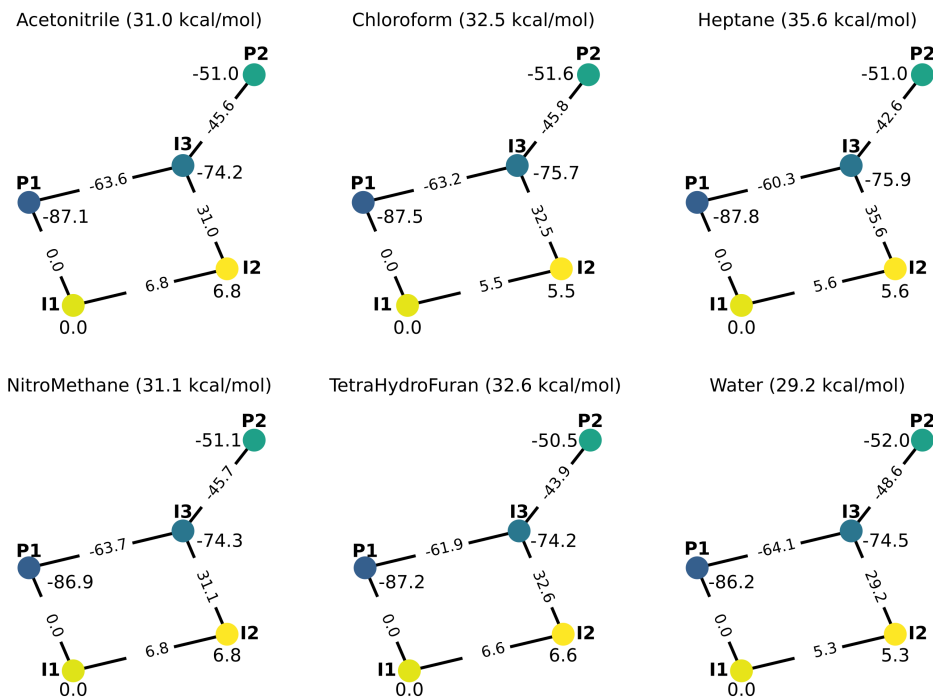 Acetonitrile (31.0 kcal/mol)
P2
-51.0
-45.6
I3
-74.2
-63.6
P1
-87.1
31.0
0.0
I2
6.8
6.8
I1
0.0
Chloroform (32.5 kcal/mol)
P2
-51.6
-45.8
I3
-75.7
-63.2
P1
-87.5
32.5
0.0
I2
5.5
5.5
I1
0.0
Heptane (35.6 kcal/mol)
P2
-51.0
-42.6
I3
-75.9
-60.3
P1
-87.8
35.6
0.0
I2
5.6
5.6
I1
0.0
NitroMethane (31.1 kcal/mol)
P2
-51.1
-45.7
I3
-74.3
-63.7
P1
-86.9
31.1
0.0
I2
6.8
6.8
I1
0.0
TetraHydroFuran (32.6 kcal/mol)
P2
-50.5
-43.9
I3
-74.2
-61.9
P1
-87.2
32.6
0.0
I2
6.6
6.6
I1
0.0
Water (29.2 kcal/mol)
P2
-52.0
-48.6
I3
-74.5
-64.1
P1
-86.2
29.2
0.0
I2
5.3
5.3
I1
0.0